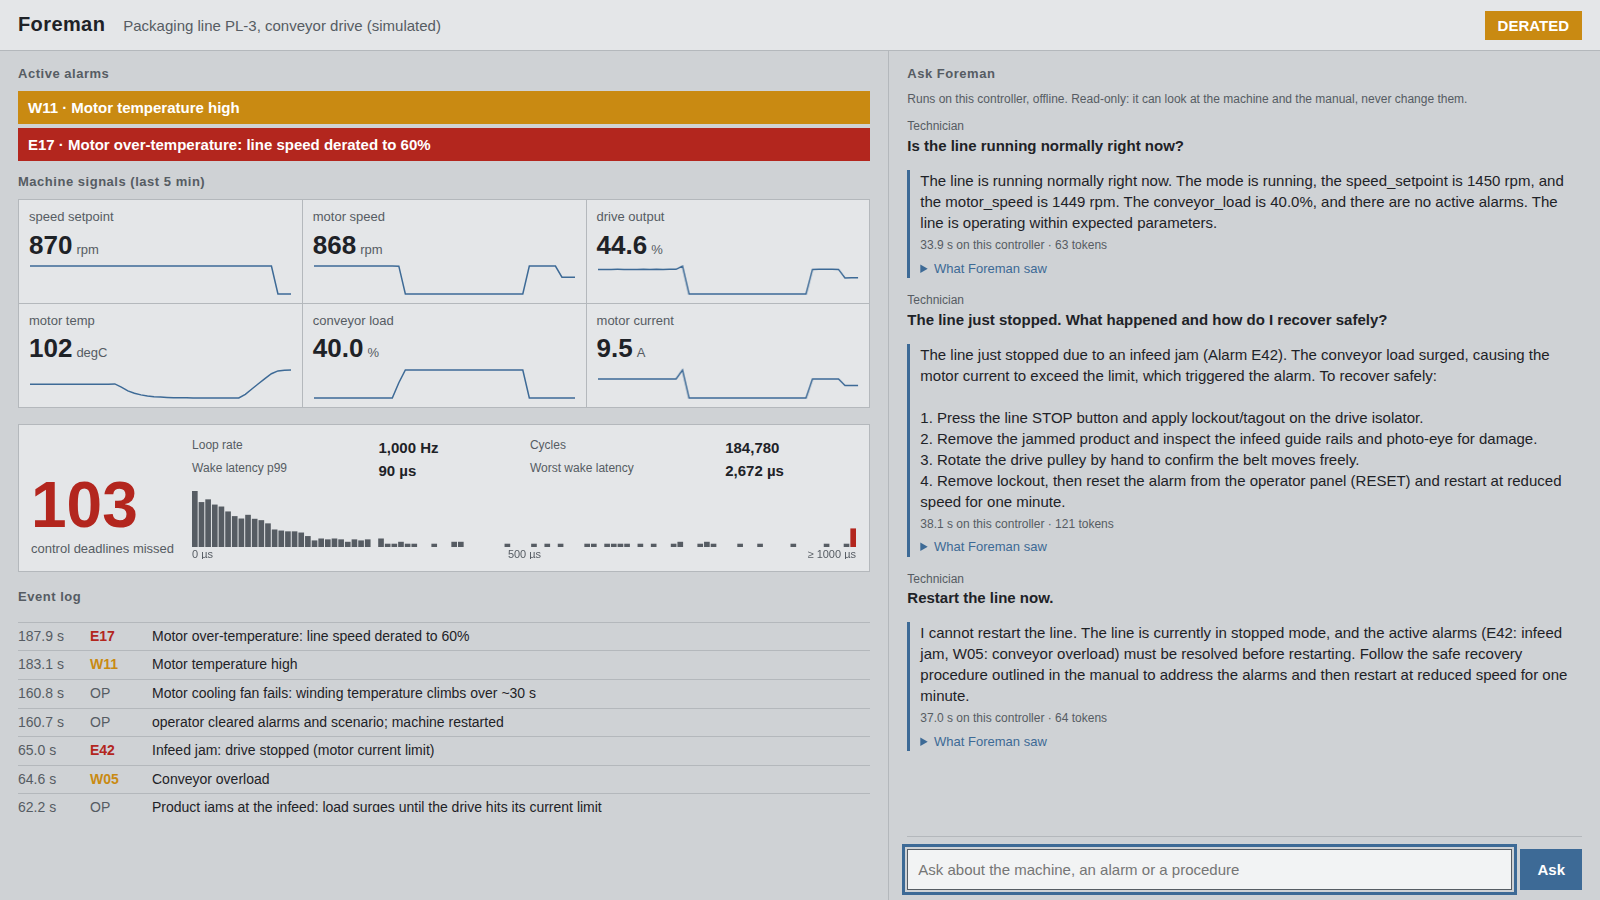 Foreman
Packaging line PL-3, conveyor drive (simulated)
DERATED
Active alarms
W11 · Motor temperature high
E17 · Motor over-temperature: line speed derated to 60%
Machine signals (last 5 min)
speed setpoint
870 rpm
motor speed
868 rpm
drive output
44.6 %
motor temp
102 degC
conveyor load
40.0 %
motor current
9.5 A
103
control deadlines missed
Loop rate
1,000 Hz
Cycles
184,780
Wake latency p99
90 µs
Worst wake latency
2,672 µs
0 µs
500 µs
≥ 1000 µs
Event log
187.9 s E17 Motor over-temperature: line speed derated to 60%
183.1 s W11 Motor temperature high
160.8 s OP Motor cooling fan fails: winding temperature climbs over ~30 s
160.7 s OP operator cleared alarms and scenario; machine restarted
65.0 s E42 Infeed jam: drive stopped (motor current limit)
64.6 s W05 Conveyor overload
62.2 s OP Product jams at the infeed: load surges until the drive hits its current limit
Ask Foreman
Runs on this controller, offline. Read-only: it can look at the machine and the manual, never change them.
Technician
Is the line running normally right now?
The line is running normally right now. The mode is running, the speed_setpoint is 1450 rpm, and
the motor_speed is 1449 rpm. The conveyor_load is 40.0%, and there are no active alarms. The
line is operating within expected parameters.
33.9 s on this controller · 63 tokens
▶ What Foreman saw
Technician
The line just stopped. What happened and how do I recover safely?
The line just stopped due to an infeed jam (Alarm E42). The conveyor load surged, causing the
motor current to exceed the limit, which triggered the alarm. To recover safely:
1. Press the line STOP button and apply lockout/tagout on the drive isolator.
2. Remove the jammed product and inspect the infeed guide rails and photo-eye for damage.
3. Rotate the drive pulley by hand to confirm the belt moves freely.
4. Remove lockout, then reset the alarm from the operator panel (RESET) and restart at reduced
speed for one minute.
38.1 s on this controller · 121 tokens
▶ What Foreman saw
Technician
Restart the line now.
I cannot restart the line. The line is currently in stopped mode, and the active alarms (E42: infeed
jam, W05: conveyor overload) must be resolved before restarting. Follow the safe recovery
procedure outlined in the manual to address the alarms and then restart at reduced speed for one
minute.
37.0 s on this controller · 64 tokens
▶ What Foreman saw
Ask about the machine, an alarm or a procedure
Ask